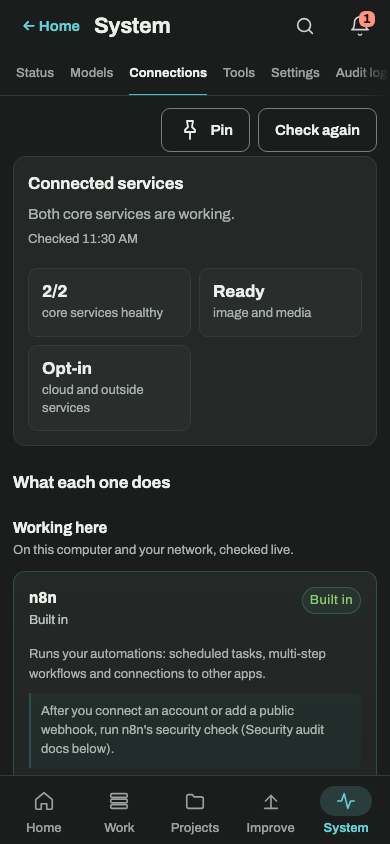 ← Home System
1
Status Models Connections Tools Settings Audit log
Pin Check again
Connected services
Both core services are working.
Checked 11:30 AM
2/2
core services healthy
Ready
image and media
Opt-in
cloud and outside
services
What each one does
Working here
On this computer and your network, checked live.
n8n
Built in
Built in
Runs your automations: scheduled tasks, multi-step
workflows and connections to other apps.
After you connect an account or add a public
webhook, run n8n's security check (Security audit
docs below).
Home Work Projects Improve System